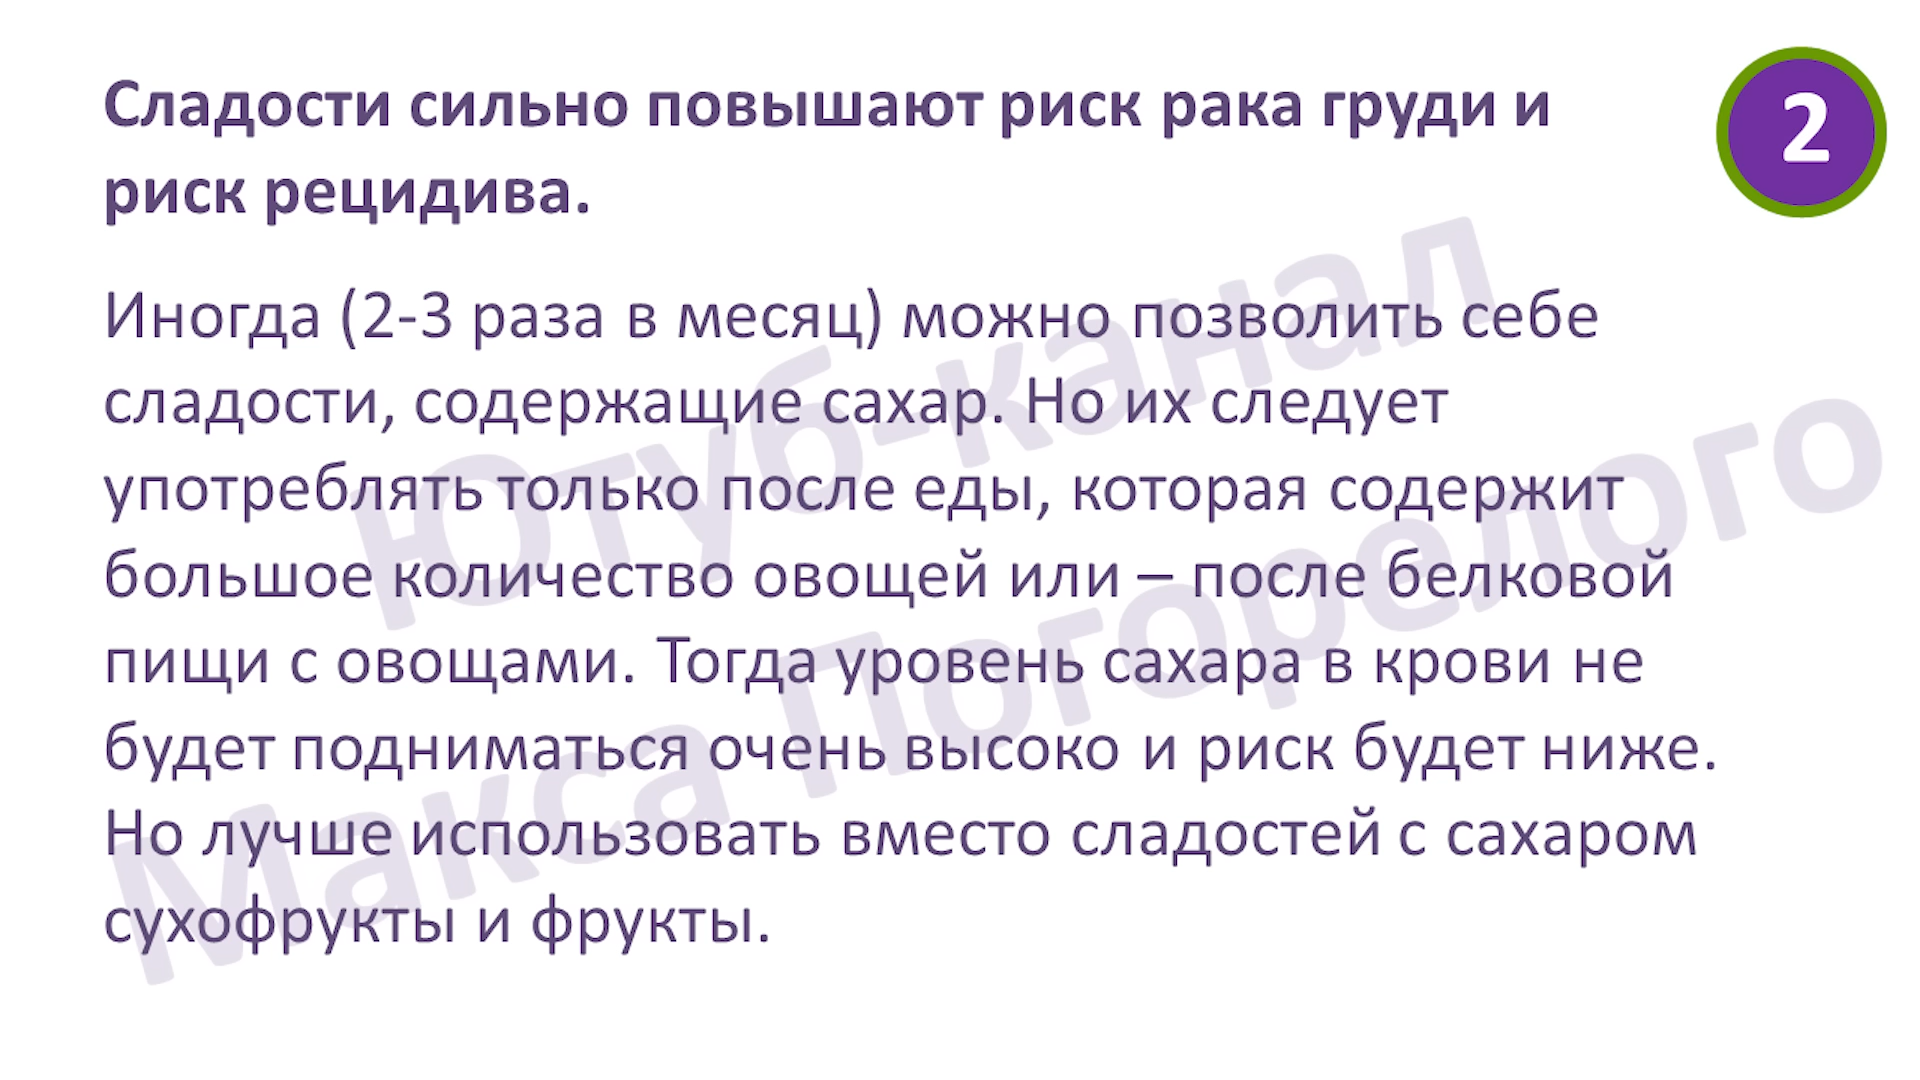 Сладости сильно повышают риск рака груди и
риск рецидива.
2
Иногда (2-3 раза в месяц) можно позволить себе
сладости, содержащие сахар. Но их следует
употреблять только после еды, которая содержит
большое количество овощей или – после белковой
пищи с овощами. Тогда уровень сахара в крови не
будет подниматься очень высоко и риск будет ниже.
Но лучше использовать вместо сладостей с сахаром
сухофрукты и фрукты.
Ютуб-канал
Макса Погорелого